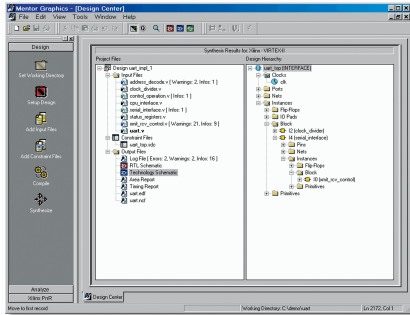 Mentor Graphics - [Design Center]
File Edit View Tools Window Help
Design
Set Working Directory
Setup Design
Add Input Files
Add Constraint Files
Compile
Synthesize
Analyze
Xilinx PnR
Synthesis Results for Xilinx - VIRTEX-II
Project Files
Design uart_impl_1
Input Files
address_decode.v [ Warnings: 2, Infos: 1 ]
clock_divider.v
control_operation.v [ Infos: 1 ]
cpu_interface.v
serial_interface.v [ Infos: 1 ]
status_registers.v
xmit_rcv_control.v [ Warnings: 21, Infos: 9 ]
uart.v
Constraint Files
uart_top.xdc
Output Files
Log File [ Errors: 2, Warnings: 2, Infos: 16 ]
RTL Schematic
Technology Schematic
Area Report
Timing Report
uart.edf
uart.ncf
Design Hierarchy
uart_top (INTERFACE)
Clocks
clk
Ports
Nets
Instances
Flip-Flops
IO Pads
Block
I2 (clock_divider)
I4 (serial_interface)
Pins
Nets
Instances
Flip-Flops
Block
I0 (xmit_rcv_control)
Primitives
Primitives
Design Center
Move to first record
Working Directory: C:\demo\uart
Ln 2172, Col 1